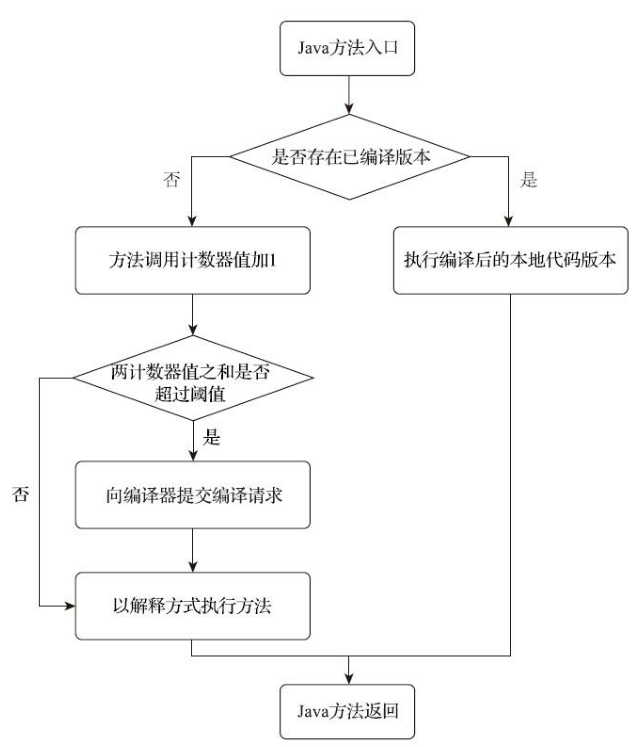 Java方法入口
是否存在已编译版本
否
是
方法调用计数器值加1
执行编译后的本地代码版本
两计数器值之和是否
超过阈值
是
否
向编译器提交编译请求
以解释方式执行方法
Java方法返回